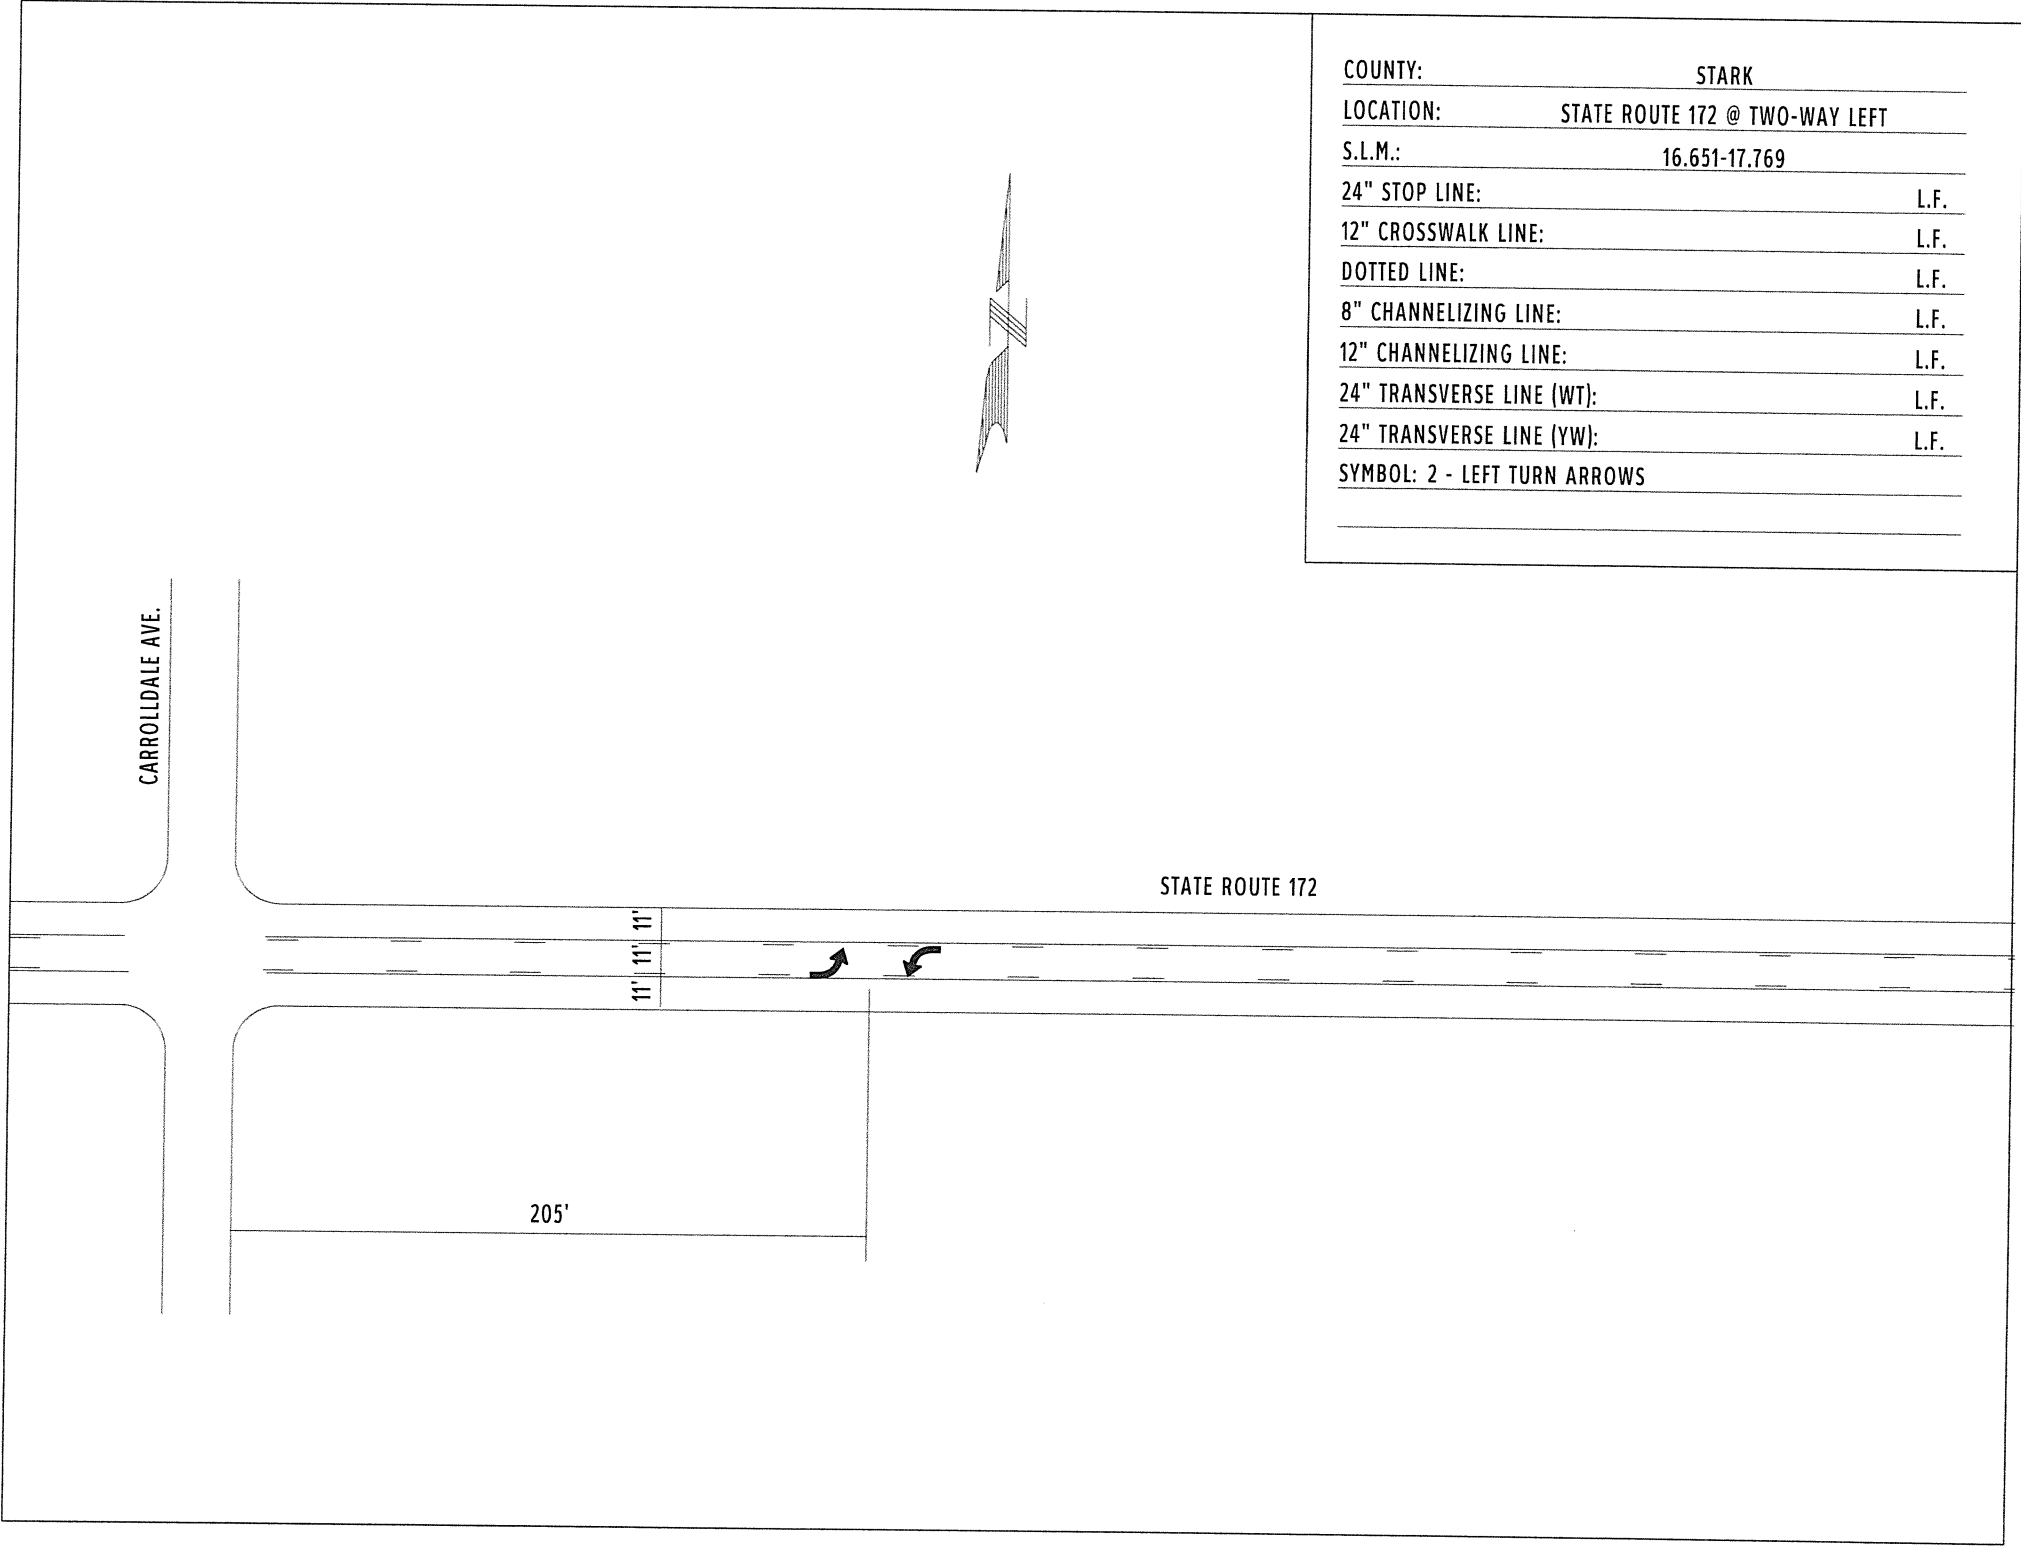 COUNTY: STARK
LOCATION: STATE ROUTE 172 @ TWO-WAY LEFT
S.L.M.: 16.651-17.769
24" STOP LINE: L.F.
12" CROSSWALK LINE: L.F.
DOTTED LINE: L.F.
8" CHANNELIZING LINE: L.F.
12" CHANNELIZING LINE: L.F.
24" TRANSVERSE LINE (WT): L.F.
24" TRANSVERSE LINE (YW): L.F.
SYMBOL: 2 - LEFT TURN ARROWS
N
CARROLLDALE AVE.
STATE ROUTE 172
11' 11' 11'
205'